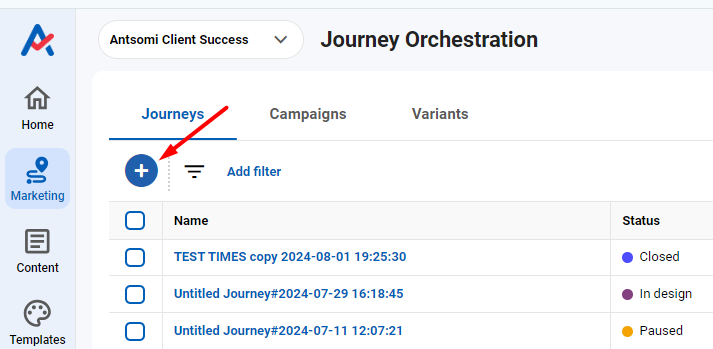 Antsomi Client Success
Journey Orchestration
Home
Marketing
Content
Templates
Journeys Campaigns Variants
Add filter
Name Status
TEST TIMES copy 2024-08-01 19:25:30 Closed
Untitled Journey#2024-07-29 16:18:45 In design
Untitled Journey#2024-07-11 12:07:21 Paused